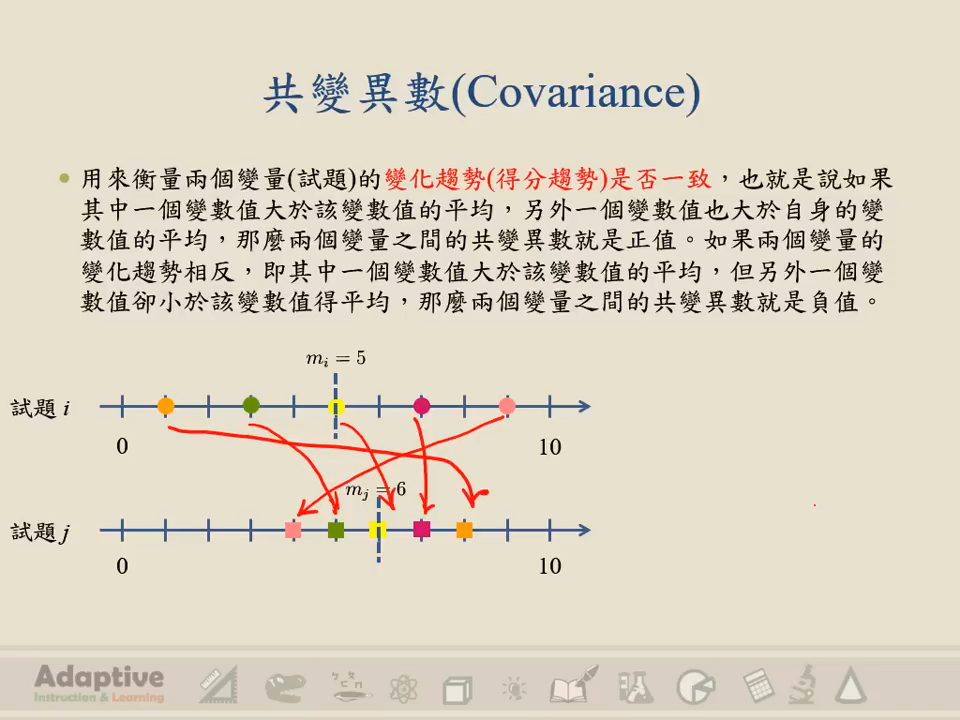 共變異數(Covariance)
用來衡量兩個變量(試題)的變化趨勢(得分趨勢)是否一致，也就是說如果
其中一個變數值大於該變數值的平均，另外一個變數值也大於自身的變
數值的平均，那麼兩個變量之間的共變異數就是正值。如果兩個變量的
變化趨勢相反，即其中一個變數值大於該變數值的平均，但另外一個變
數值卻小於該變數值得平均，那麼兩個變量之間的共變異數就是負值。
mᵢ = 5
試題 i
0 10
mⱼ = 6
試題 j
0 10
Adaptive
Instruction & Learning